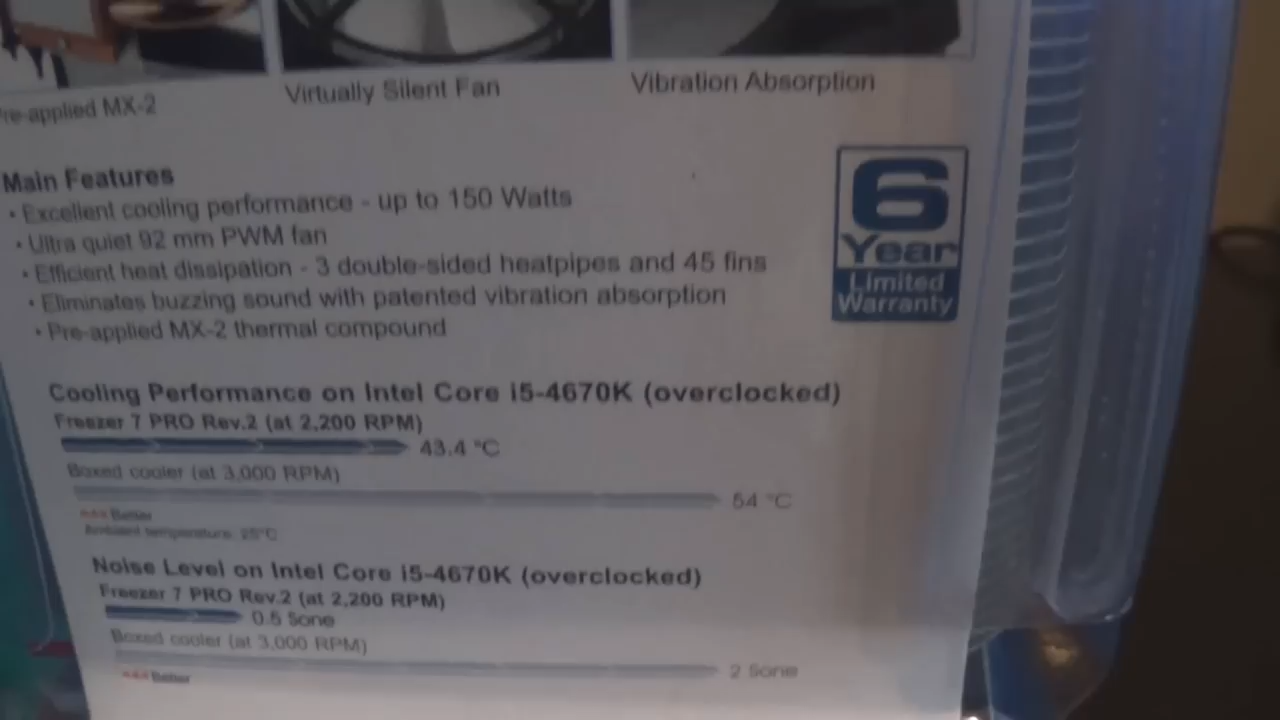 Pre-applied MX-2
Virtually Silent Fan
Vibration Absorption
Main Features
• Excellent cooling performance - up to 150 Watts
• Ultra quiet 92 mm PWM fan
• Efficient heat dissipation - 3 double-sided heatpipes and 45 fins
• Eliminates buzzing sound with patented vibration absorption
• Pre-applied MX-2 thermal compound
6
Year
Limited
Warranty
Cooling Performance on Intel Core i5-4670K (overclocked)
Freezer 7 PRO Rev.2 (at 2,200 RPM)
43.4 °C
Boxed cooler (at 3,000 RPM)
54 °C
Better
Ambient temperature: 25°C
Noise Level on Intel Core i5-4670K (overclocked)
Freezer 7 PRO Rev.2 (at 2,200 RPM)
0.5 Sone
Boxed cooler (at 3,000 RPM)
2 Sone
Better